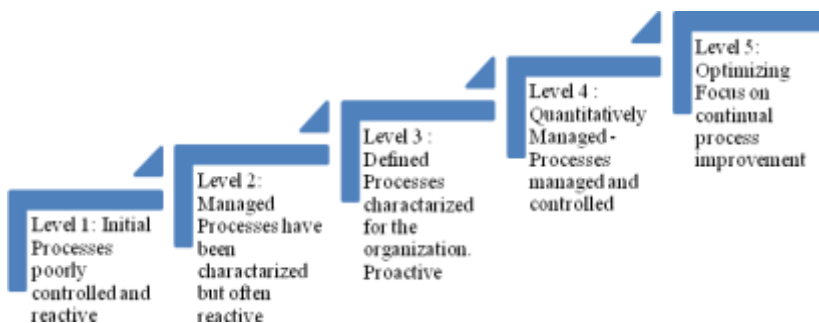 Level 1: Initial
Processes
poorly
controlled and
reactive
Level 2:
Managed
Processes have
been
charactarized
but often
reactive
Level 3 :
Defined
Processes
charactarized
for the
organization.
Proactive
Level 4 :
Quantitatively
Managed -
Processes
managed and
controlled
Level 5:
Optimizing
Focus on
continual
process
improvement